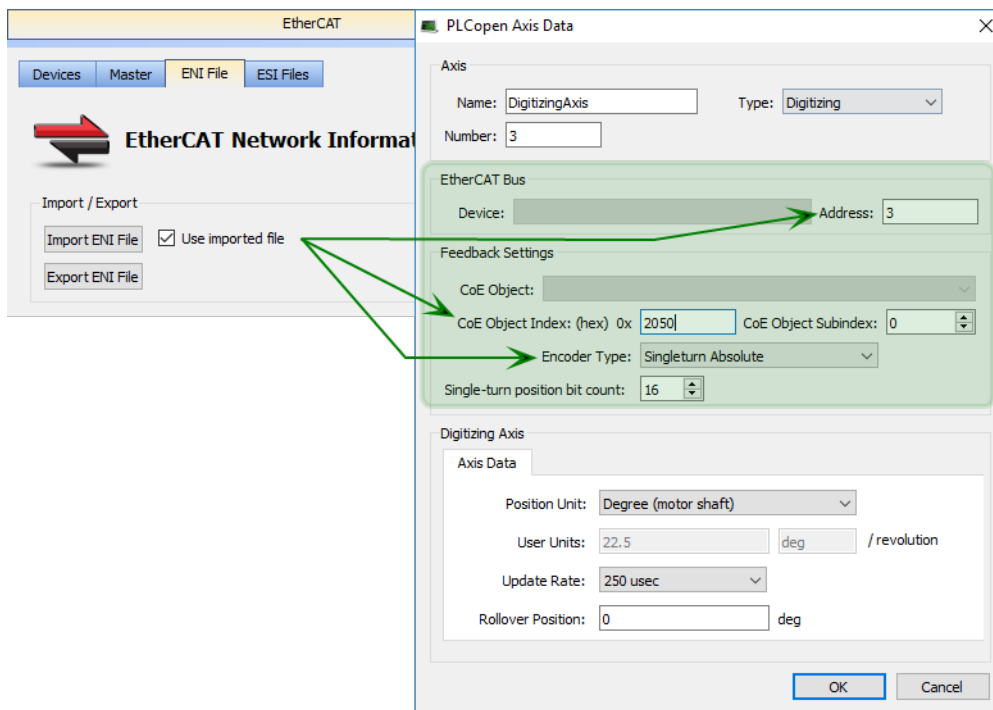 EtherCAT
Devices Master ENI File ESI Files
EtherCAT Network Informat
Import / Export
Import ENI File Use imported file
Export ENI File
PLCopen Axis Data
Axis
Name: DigitizingAxis Type: Digitizing
Number: 3
EtherCAT Bus
Device: Address: 3
Feedback Settings
CoE Object:
CoE Object Index: (hex) 0x 2050 CoE Object Subindex: 0
Encoder Type: Singleturn Absolute
Single-turn position bit count: 16
Digitizing Axis
Axis Data
Position Unit: Degree (motor shaft)
User Units: 22.5 deg / revolution
Update Rate: 250 usec
Rollover Position: 0 deg
OK Cancel